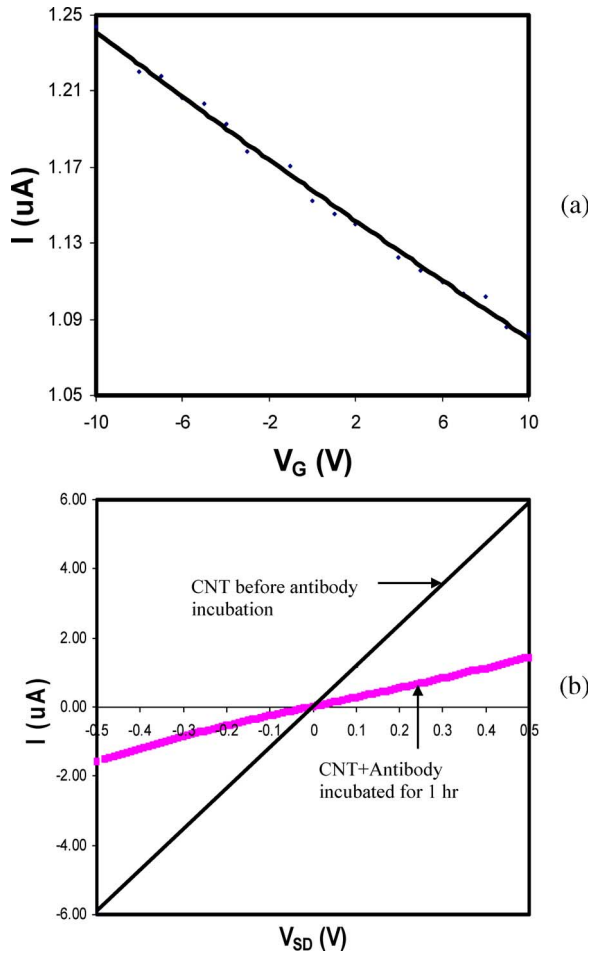 1.25
1.21
1.17
1.13
1.09
1.05
I (uA)
-10 -6 -2 2 6 10
V_G (V)
(a)
6.00
4.00
2.00
0.00
-2.00
-4.00
-6.00
I (uA)
CNT before antibody
incubation
-0.5 -0.4 -0.3 -0.2 -0.1 0 0.1 0.2 0.3 0.4 0.5
CNT+Antibody
incubated for 1 hr
V_SD (V)
(b)